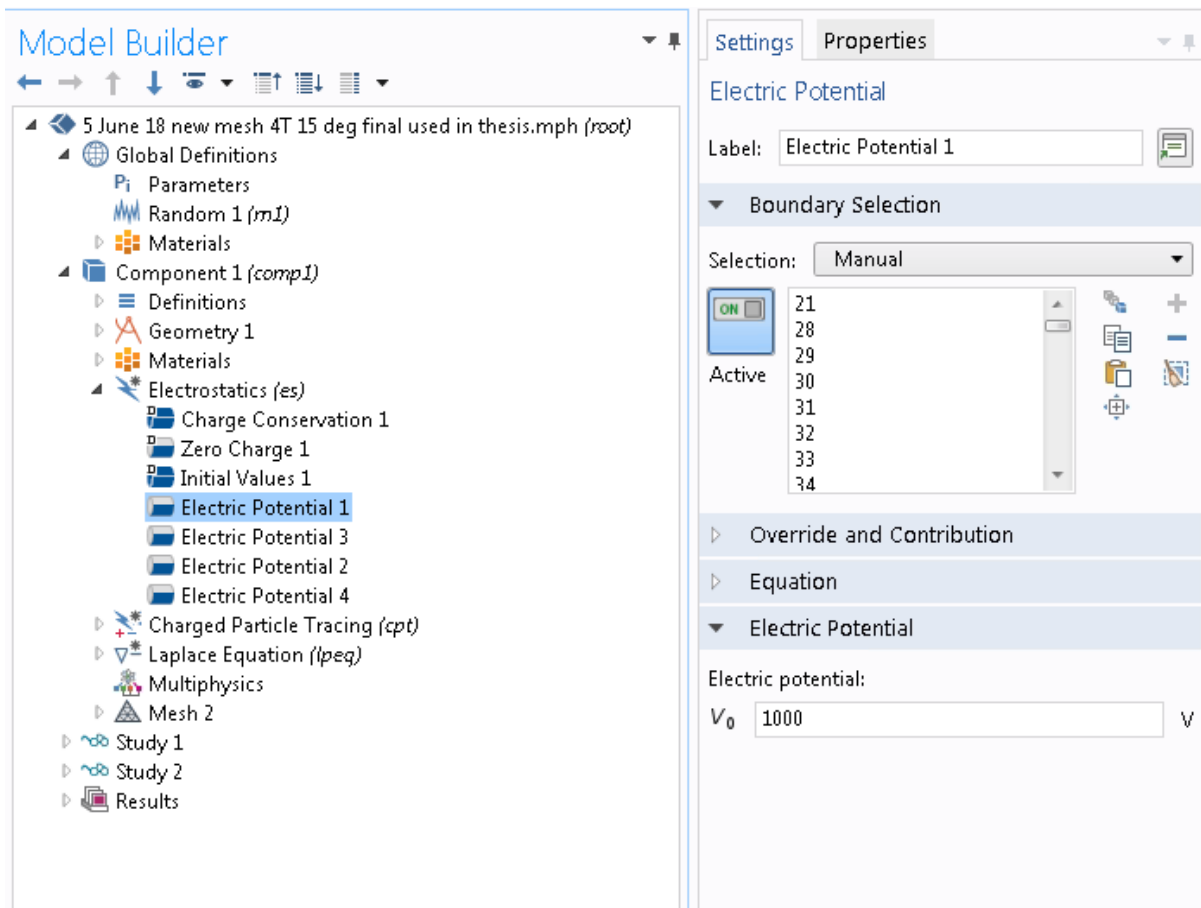 Model Builder
5 June 18 new mesh 4T 15 deg final used in thesis.mph (root)
Global Definitions
Pi Parameters
Random 1 (rn1)
Materials
Component 1 (comp1)
Definitions
Geometry 1
Materials
Electrostatics (es)
Charge Conservation 1
Zero Charge 1
Initial Values 1
Electric Potential 1
Electric Potential 3
Electric Potential 2
Electric Potential 4
Charged Particle Tracing (cpt)
Laplace Equation (lpeq)
Multiphysics
Mesh 2
Study 1
Study 2
Results
Settings Properties
Electric Potential
Label: Electric Potential 1
Boundary Selection
Selection: Manual
ON
Active
21
28
29
30
31
32
33
34
Override and Contribution
Equation
Electric Potential
Electric potential:
V0 1000 V